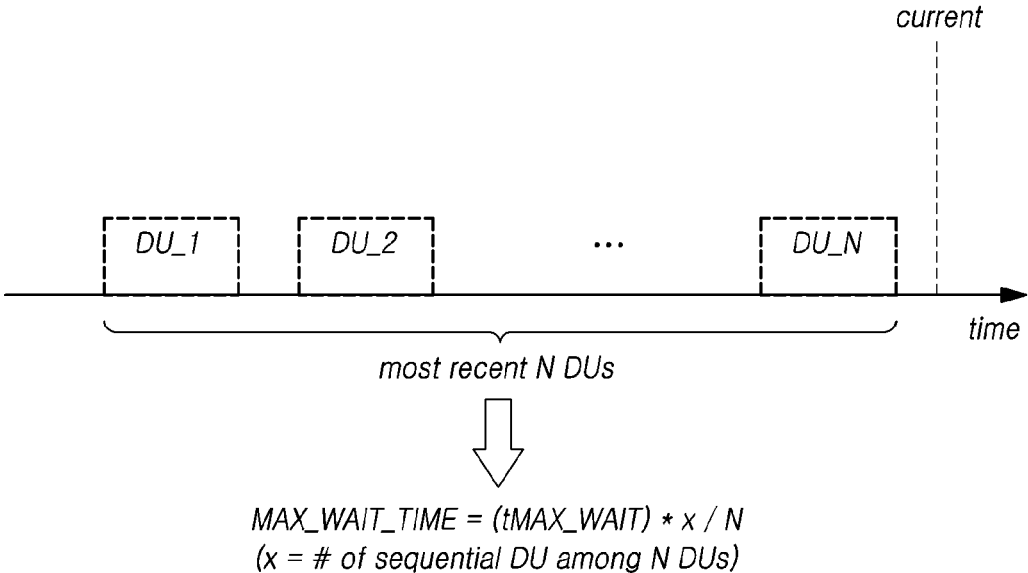 current
DU_1 DU_2 ... DU_N
time
most recent N DUs
MAX_WAIT_TIME = (tMAX_WAIT) * x / N
(x = # of sequential DU among N DUs)